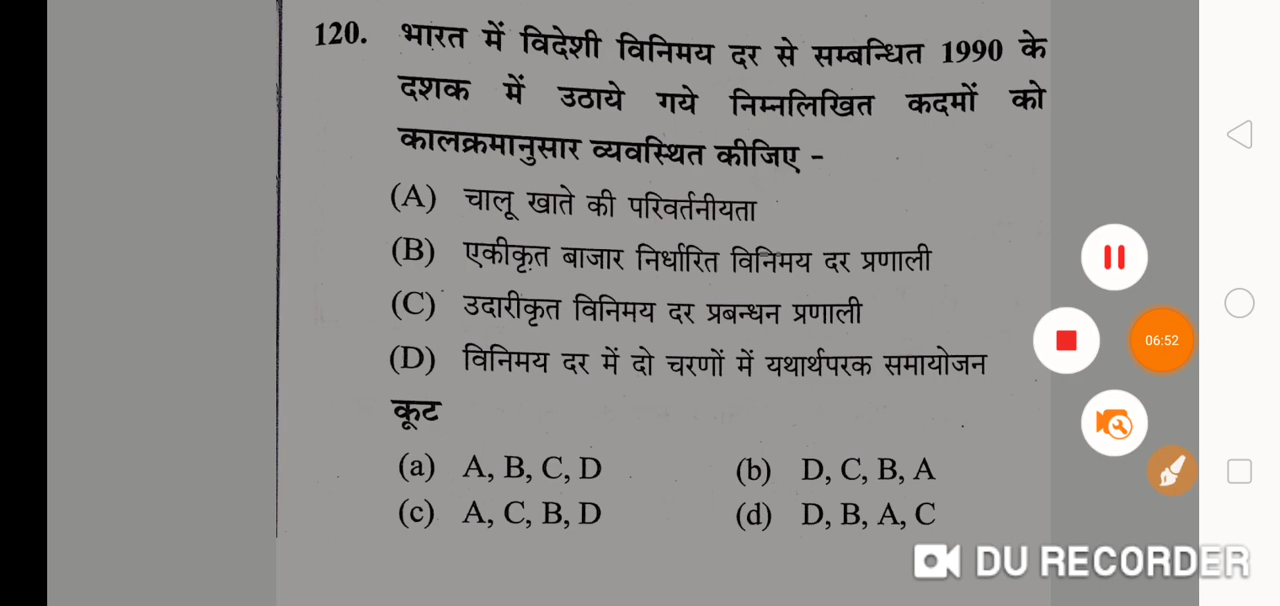 120. भारत में विदेशी विनिमय दर से सम्बन्धित 1990 के
दशक में उठाये गये निम्नलिखित कदमों को
कालक्रमानुसार व्यवस्थित कीजिए -
(A) चालू खाते की परिवर्तनीयता
(B) एकीकृत बाजार निर्धारित विनिमय दर प्रणाली
(C) उदारीकृत विनिमय दर प्रबन्धन प्रणाली
(D) विनिमय दर में दो चरणों में यथार्थपरक समायोजन
कूट
(a) A, B, C, D (b) D, C, B, A
(c) A, C, B, D (d) D, B, A, C
06:52
DU RECORDER